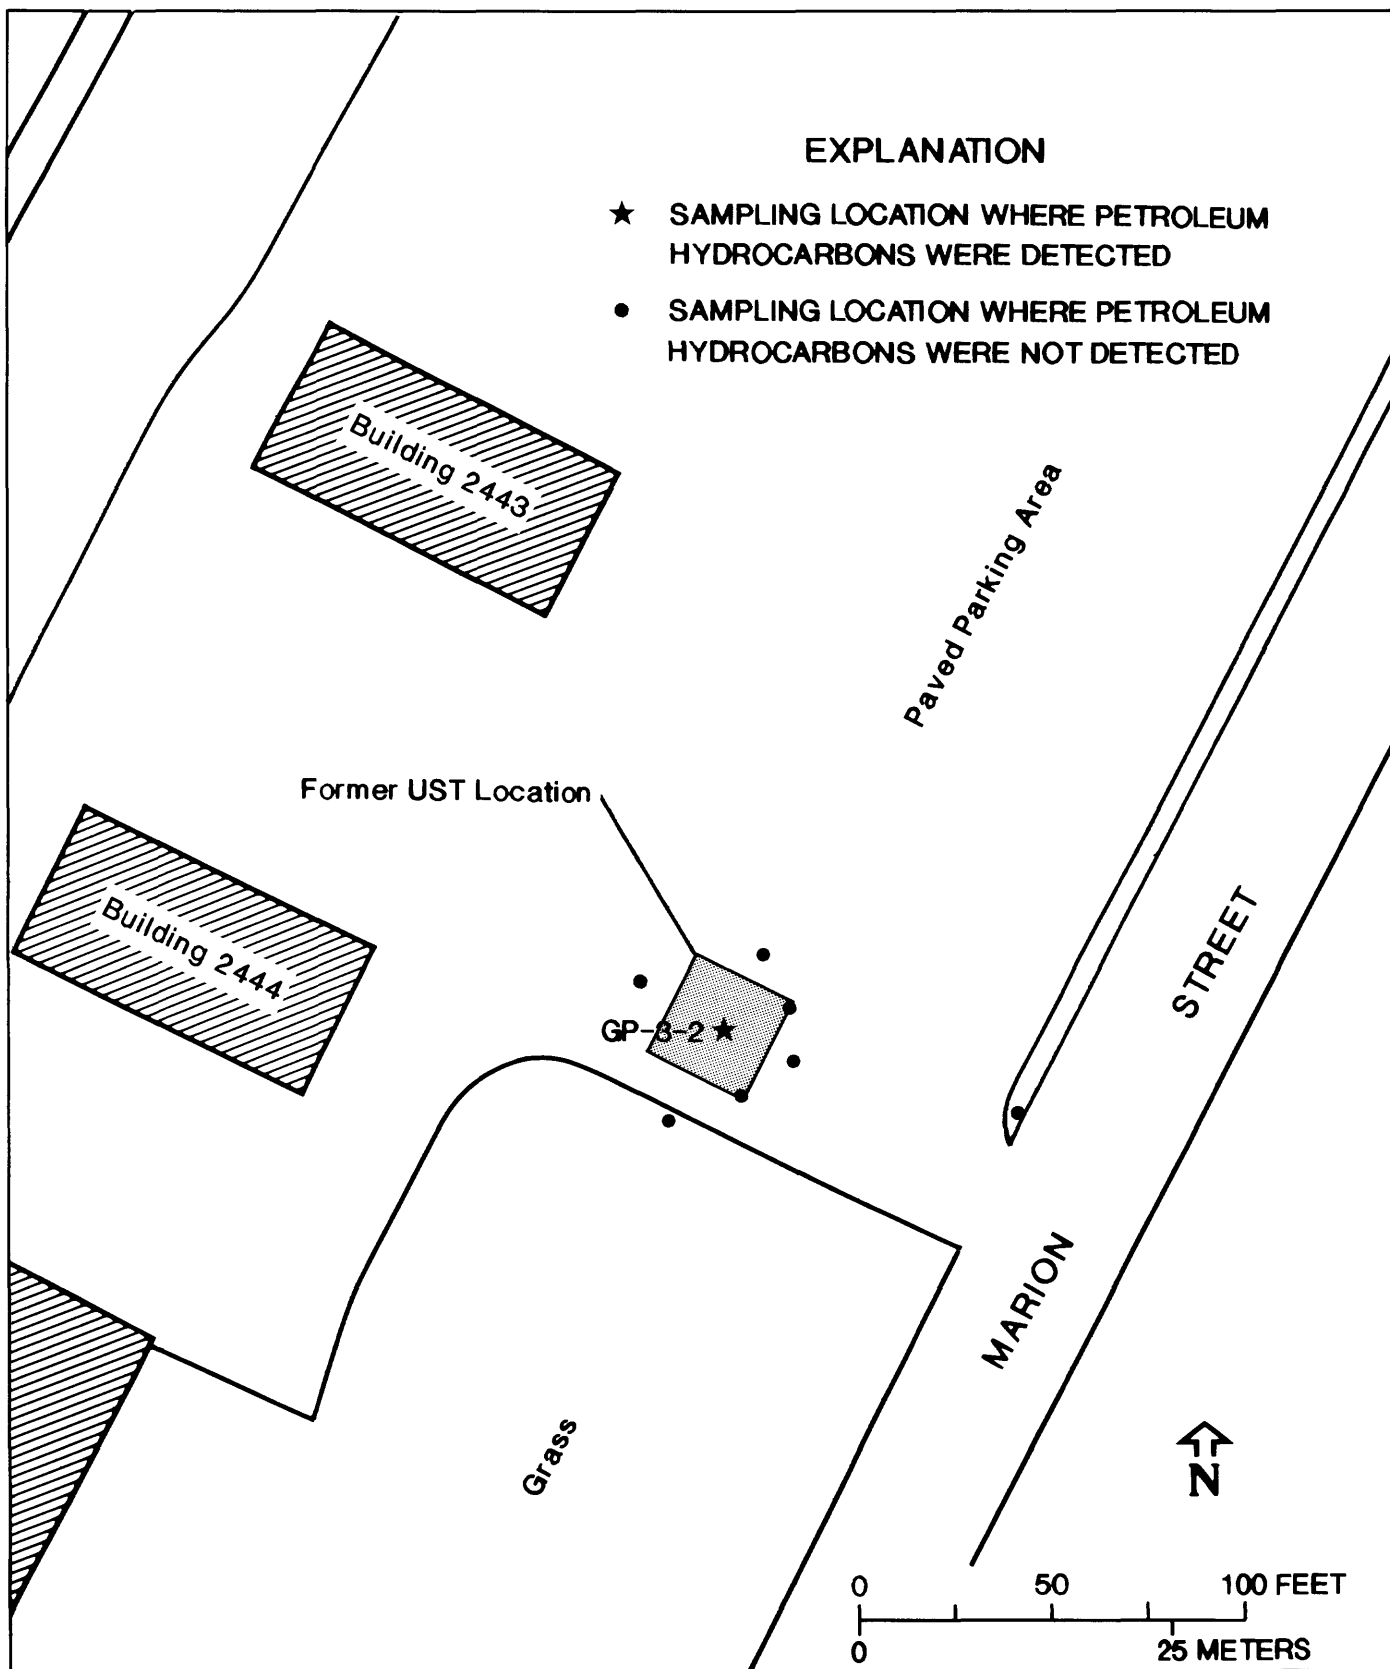 EXPLANATION
★ SAMPLING LOCATION WHERE PETROLEUM
HYDROCARBONS WERE DETECTED
● SAMPLING LOCATION WHERE PETROLEUM
HYDROCARBONS WERE NOT DETECTED
Building 2443
Paved Parking Area
Former UST Location
Building 2444
GP-3-2
MARION STREET
Grass
N
0 50 100 FEET
0 25 METERS